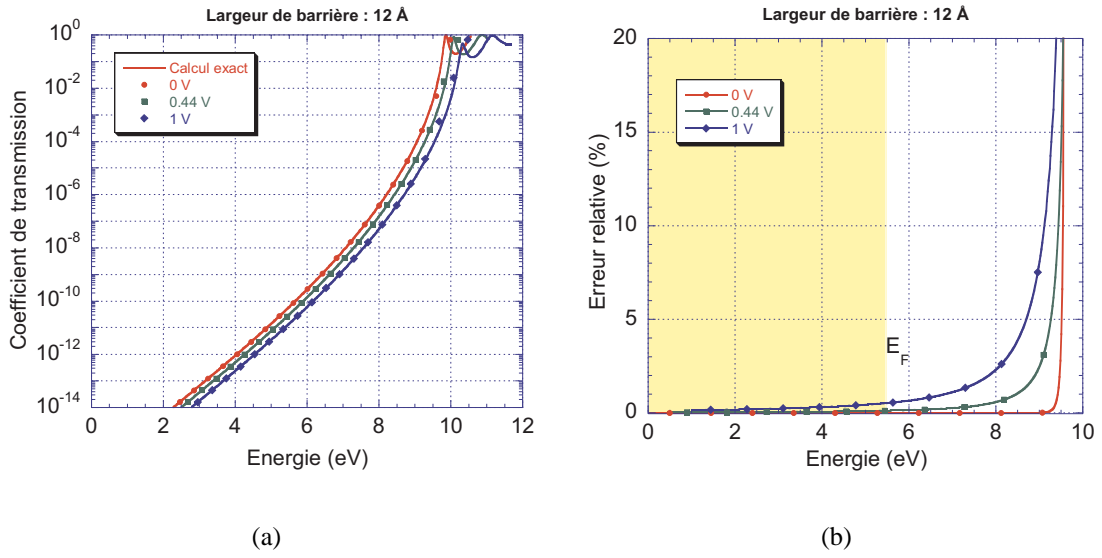 Largeur de barrière : 12 Å
Coefficient de transmission
10^0
10^-2
10^-4
10^-6
10^-8
10^-10
10^-12
10^-14
Calcul exact
0 V
0.44 V
1 V
0 2 4 6 8 10 12
Energie (eV)
(a)
Largeur de barrière : 12 Å
Erreur relative (%)
20
15
10
5
0
0 V
0.44 V
1 V
E_F
0 2 4 6 8 10
Energie (eV)
(b)